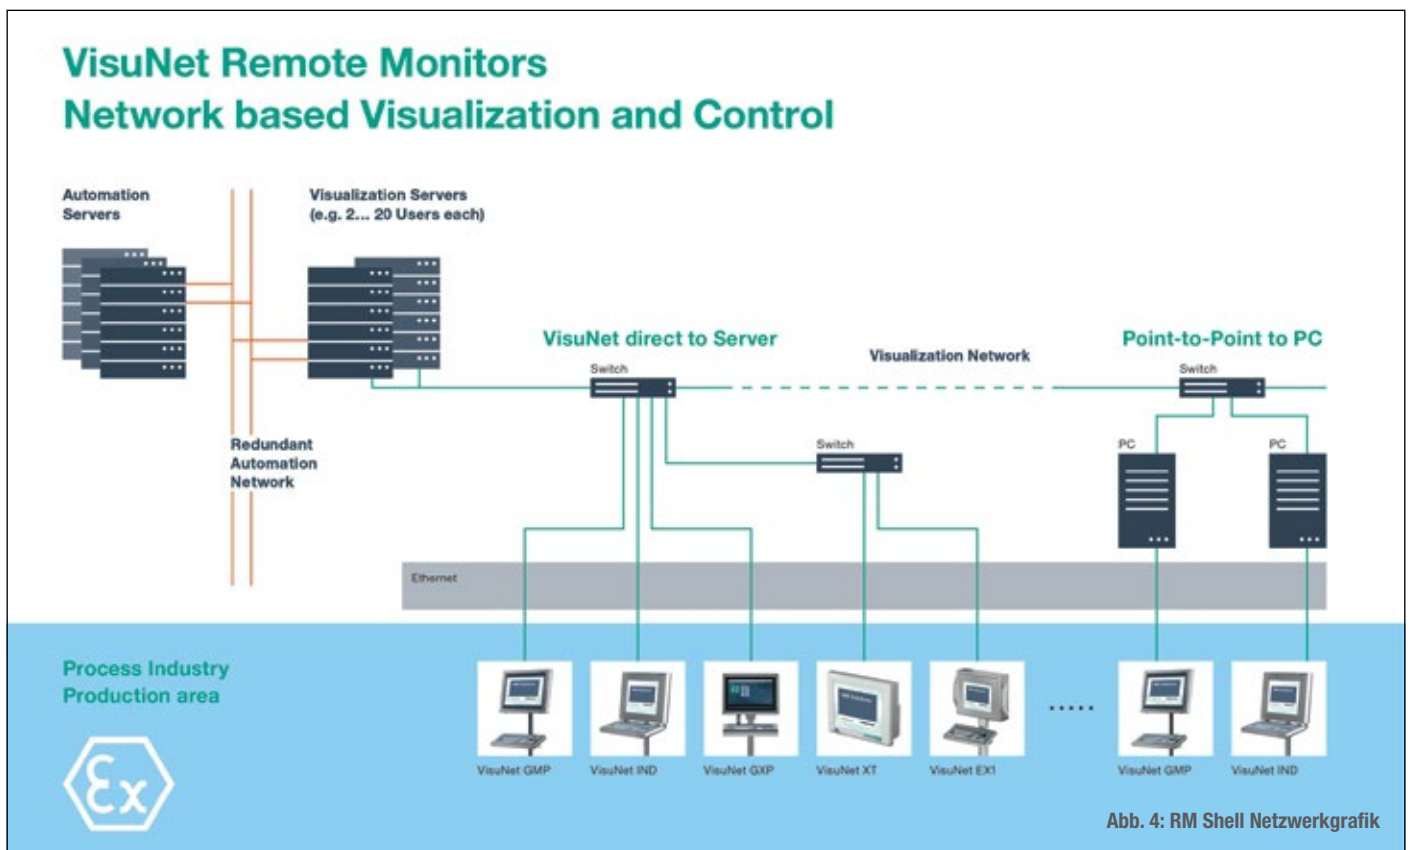 VisuNet Remote Monitors
Network based Visualization and Control
Automation
Servers
Visualization Servers
(e.g. 2... 20 Users each)
VisuNet direct to Server
Point-to-Point to PC
Visualization Network
Switch
Switch
Switch
PC
PC
Redundant
Automation
Network
Ethernet
Process Industry
Production area
VisuNet GMP
VisuNet IND
VisuNet GXP
VisuNet XT
VisuNet EX1
.....
VisuNet GMP
VisuNet IND
Ex
Abb. 4: RM Shell Netzwerkgrafik